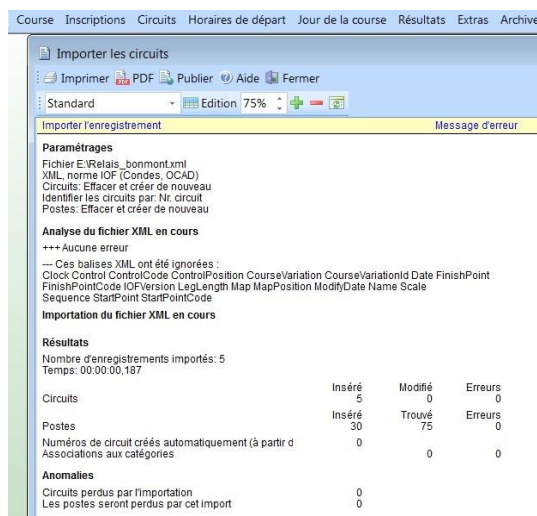 Course Inscriptions Circuits Horaires de départ Jour de la course Résultats Extras Archive
Importer les circuits
Imprimer PDF Publier Aide Fermer
Standard Edition 75%
Importer l'enregistrement Message d'erreur
Paramétrages
Fichier E:\Relais_bonmont.xml
XML, norme IOF (Condes, OCAD)
Circuits: Effacer et créer de nouveau
Identifier les circuits par: Nr. circuit
Postes: Effacer et créer de nouveau
Analyse du fichier XML en cours
+++ Aucune erreur
--- Ces balises XML ont été ignorées :
Clock Control ControlCode ControlPosition CourseVariation CourseVariationId Date FinishPoint
FinishPointCode IOFVersion LegLength Map MapPosition ModifyDate Name Scale
Sequence StartPoint StartPointCode
Importation du fichier XML en cours
Résultats
Nombre d'enregistrements importés: 5
Temps: 00:00:00,187
Inséré Modifié Erreurs
Circuits 5 0 0
Inséré Trouvé Erreurs
Postes 30 75 0
Numéros de circuit créés automatiquement (à partir d 0
Associations aux catégories 0 0
Anomalies
Circuits perdus par l'importation 0
Les postes seront perdus par cet import 0